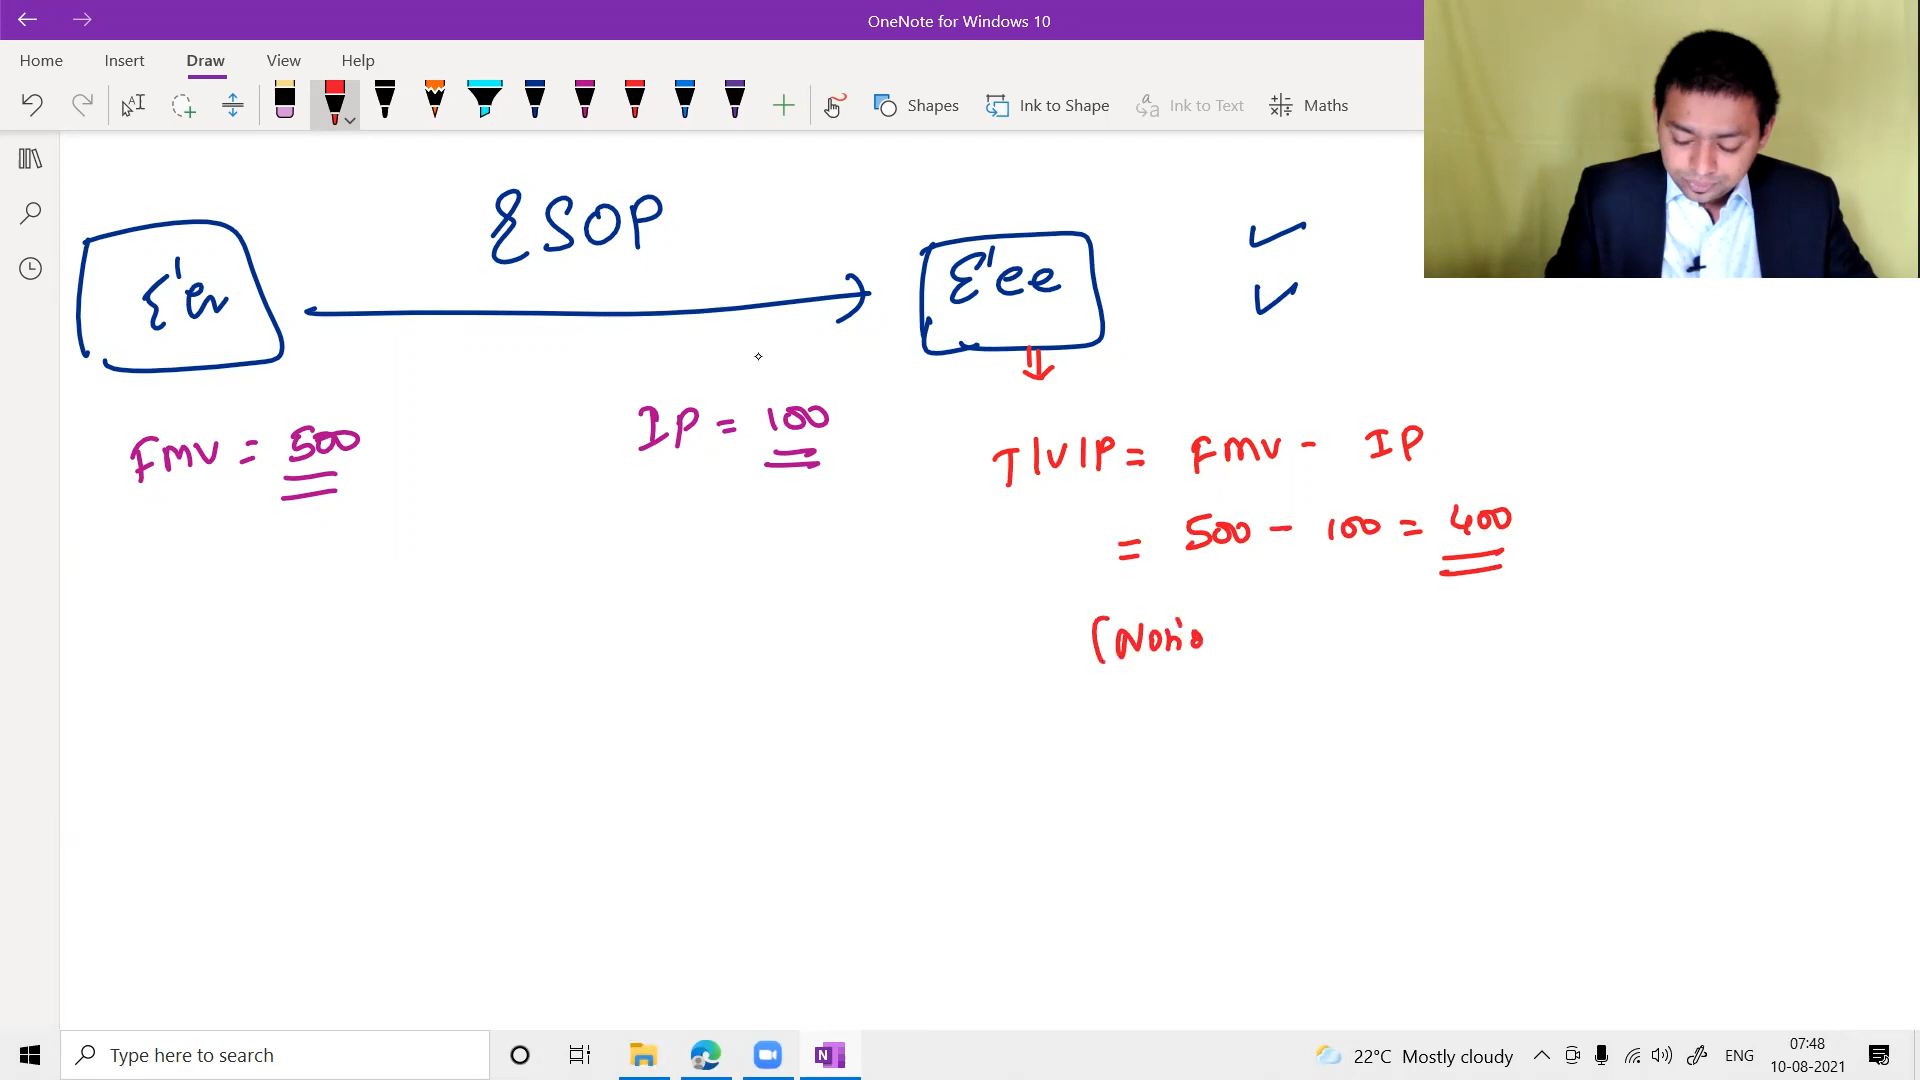 OneNote for Windows 10
Home Insert Draw View Help
Shapes Ink to Shape Ink to Text Maths
ESOP
E'er
E'ee
FMV = 500
IP = 100
T|V|P = FMV - IP
= 500 - 100 = 400
(Notio
Type here to search
22°C Mostly cloudy
ENG
07:48
10-08-2021